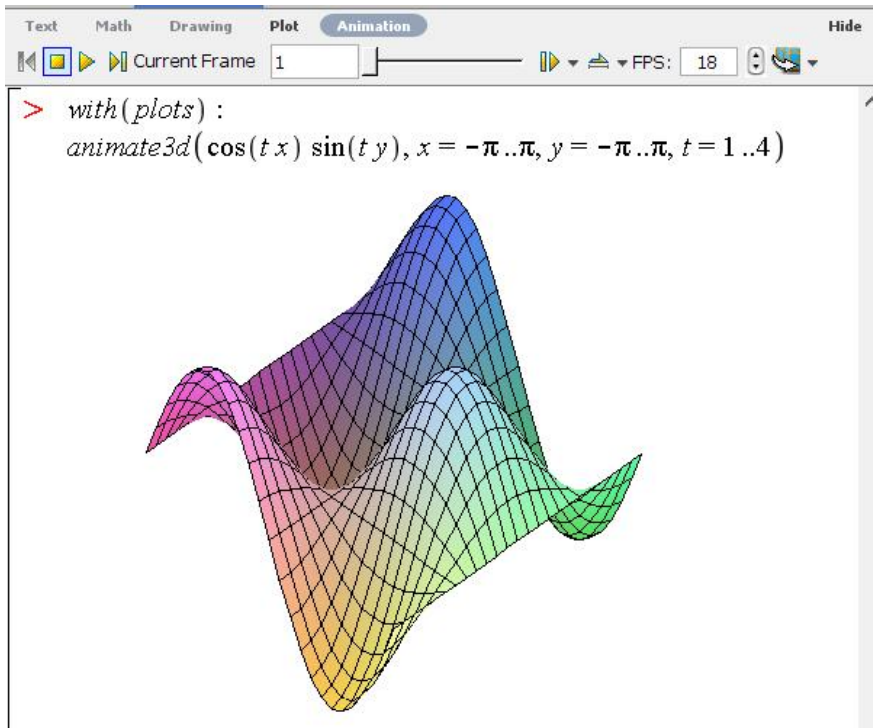 Text Math Drawing Plot Animation Hide
Current Frame 1 FPS: 18
> with(plots) :
animate3d(cos(t x) sin(t y), x = −π ..π, y = −π ..π, t = 1 ..4)